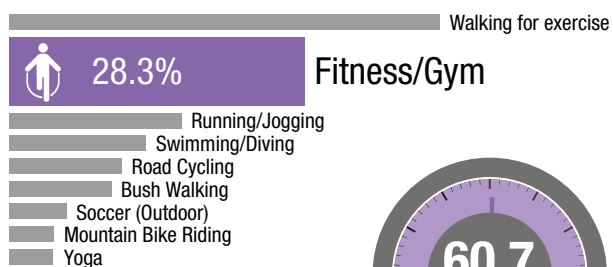 Walking for exercise
28.3% Fitness/Gym
Running/Jogging
Swimming/Diving
Road Cycling
Bush Walking
Soccer (Outdoor)
Mountain Bike Riding
Yoga
60.7